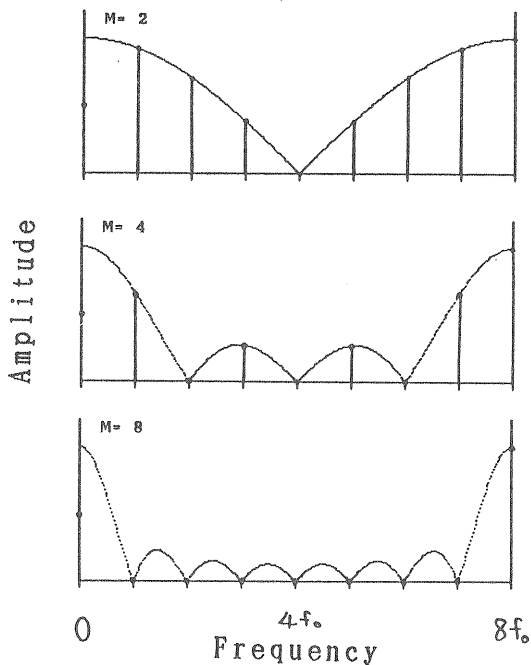 M= 2
M= 4
M= 8
Amplitude
0 4f₀ 8f₀
Frequency